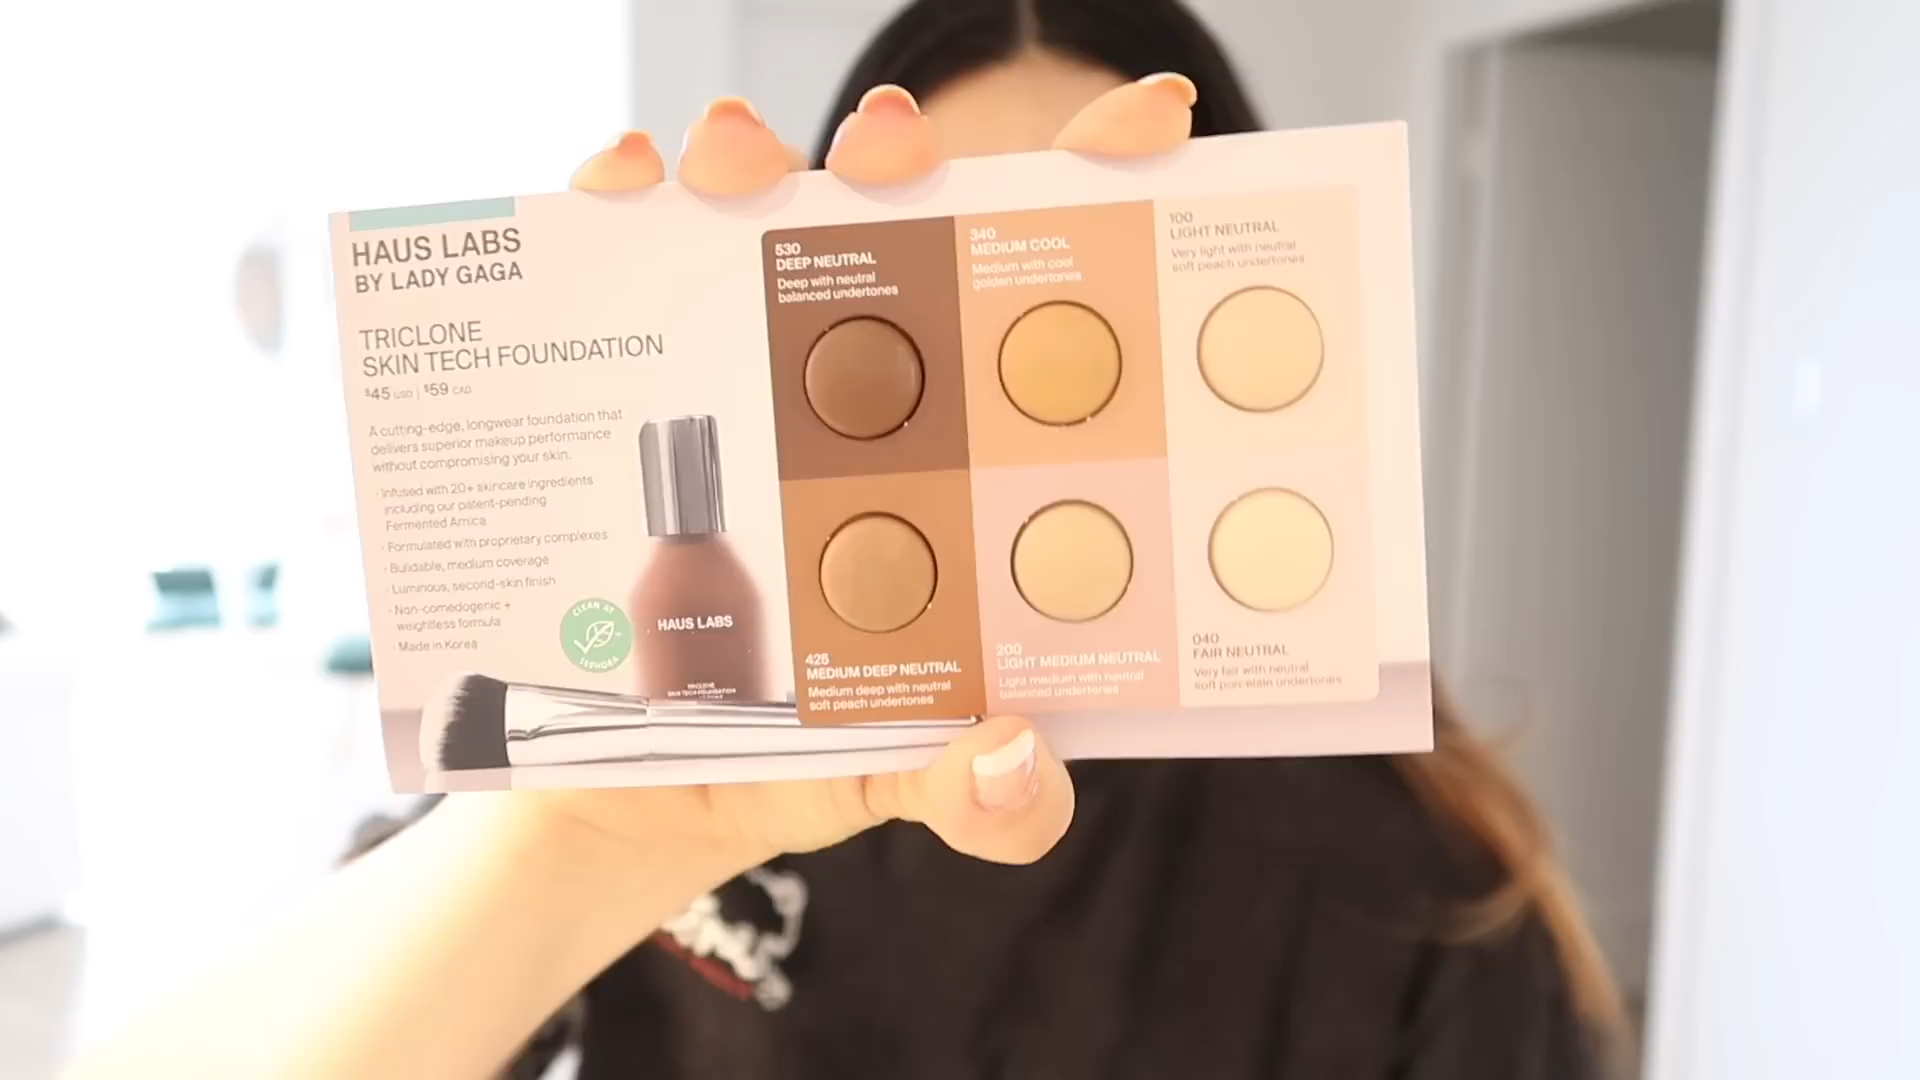 HAUS LABS
BY LADY GAGA
TRICLONE
SKIN TECH FOUNDATION
$45 USD | $59 CAD
A cutting-edge, longwear foundation that
delivers superior makeup performance
without compromising your skin.
· Infused with 20+ skincare ingredients
including our patent-pending
Fermented Arnica
· Formulated with proprietary complexes
· Buildable, medium coverage
· Luminous, second-skin finish
· Non-comedogenic +
weightless formula
· Made in Korea
CLEAN AT
SEPHORA
HAUS LABS
TRICLONE
SKIN TECH FOUNDATION
530
DEEP NEUTRAL
Deep with neutral
balanced undertones
340
MEDIUM COOL
Medium with cool
golden undertones
100
LIGHT NEUTRAL
Very light with neutral
soft peach undertones
425
MEDIUM DEEP NEUTRAL
Medium deep with neutral
soft peach undertones
200
LIGHT MEDIUM NEUTRAL
Light medium with neutral
balanced undertones
040
FAIR NEUTRAL
Very fair with neutral
soft porcelain undertones